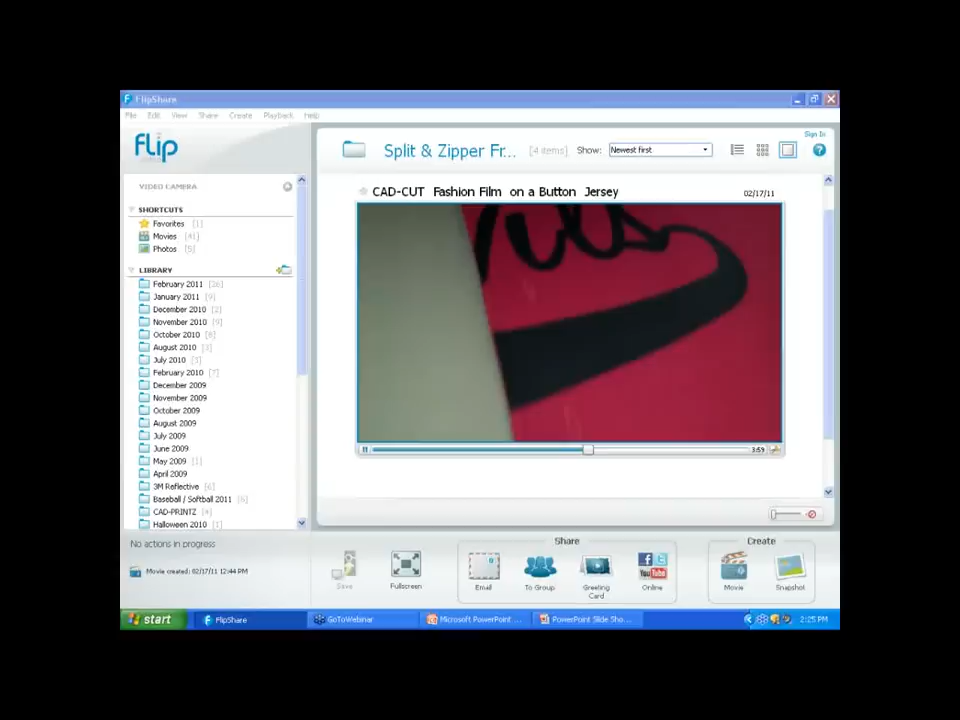 FlipShare
File Edit View Share Create Playback Help
flip
Split & Zipper Fr... [4 items] Show: Newest first
Sign In
VIDEO CAMERA
CAD-CUT Fashion Film on a Button Jersey 02/17/11
SHORTCUTS
Favorites [1]
Movies [41]
Photos [5]
LIBRARY
February 2011 [26]
January 2011 [9]
December 2010 [2]
November 2010 [9]
October 2010 [8]
August 2010 [3]
July 2010
February 2010 [7]
December 2009
November 2009
October 2009
August 2009
July 2009
June 2009
May 2009 [1]
April 2009
3M Reflective [6]
Baseball / Softball 2011 [6]
CAD-PRINTZ [4]
Halloween 2010 [1]
3:59
No actions in progress
Movie created: 02/17/11 12:44 PM
Save
Fullscreen
Share
Email
To Group
Greeting Card
Online
Create
Movie
Snapshot
start
FlipShare
GoToWebinar
Microsoft PowerPoint ...
PowerPoint Slide Sho...
2:25 PM